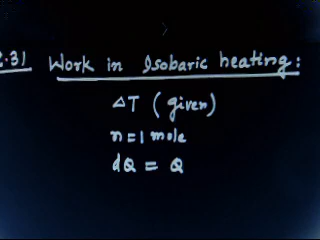 2.31 Work in Isobaric heating:
ΔT (given)
n = 1 mole
dQ = Q